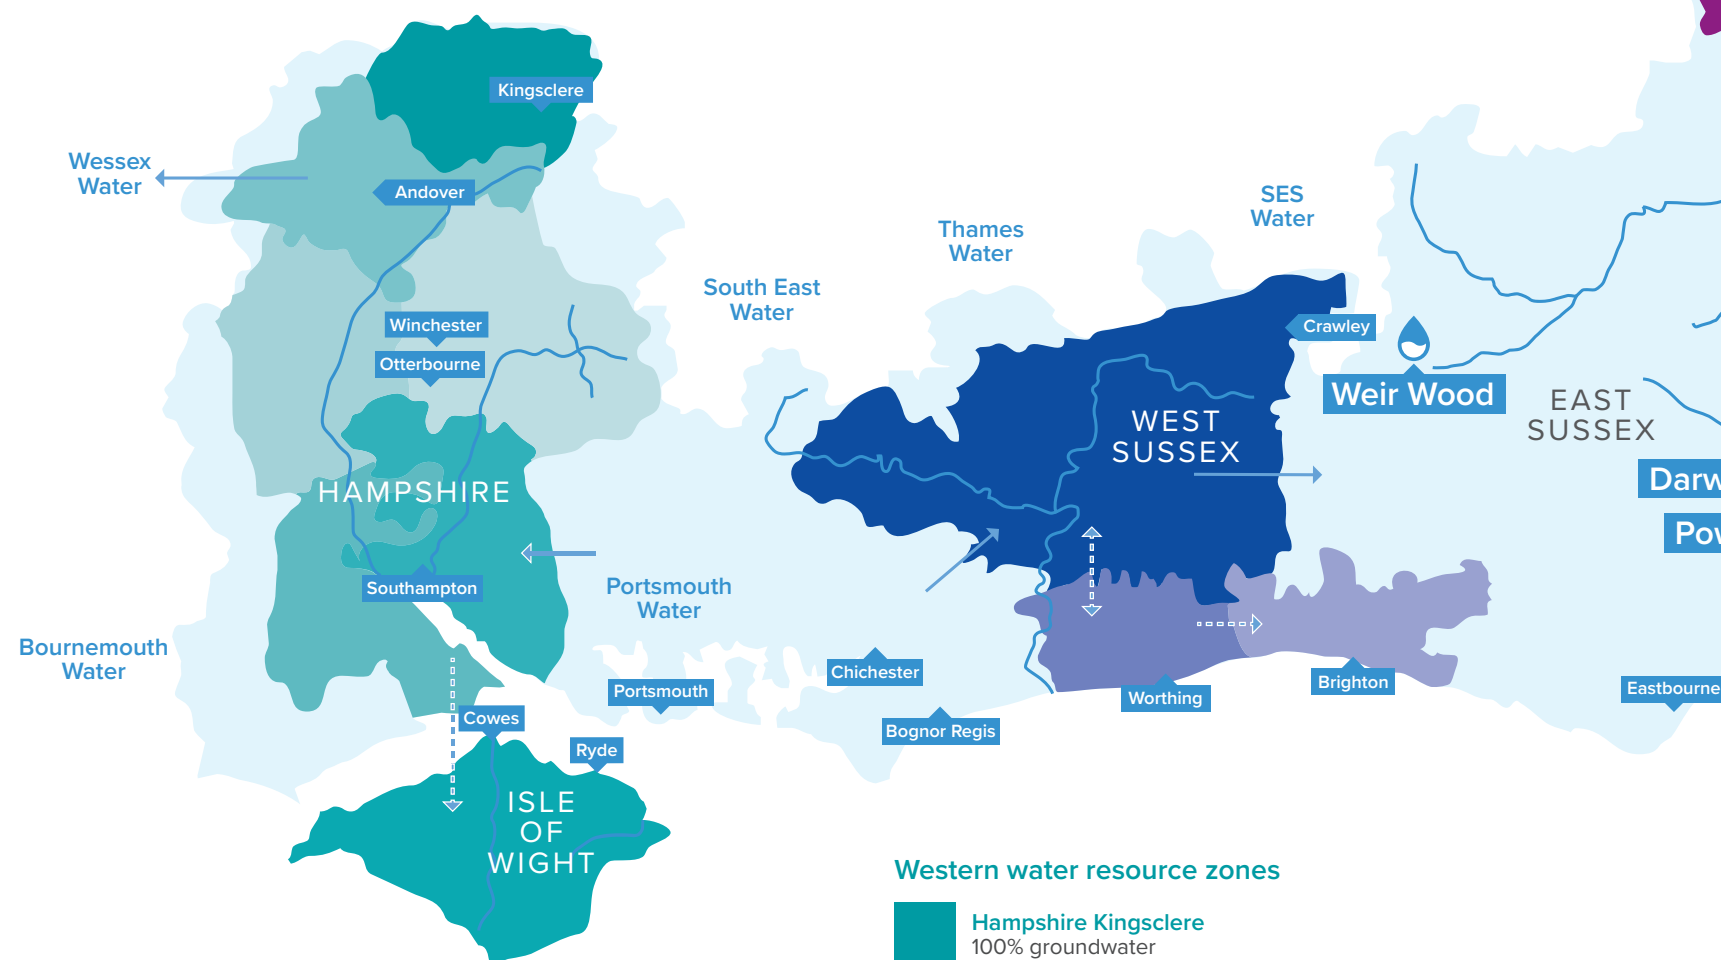 Kingsclere
Wessex
Water
Andover
SES
Water
Thames
Water
South East
Water
Winchester
Crawley
Otterbourne
Weir Wood
EAST
SUSSEX
WEST
SUSSEX
Darw
HAMPSHIRE
Pow
Southampton
Portsmouth
Water
Bournemouth
Water
Chichester
Portsmouth
Worthing
Brighton
Eastbourne
Cowes
Bognor Regis
Ryde
ISLE
OF
WIGHT
Western water resource zones
Hampshire Kingsclere
100% groundwater